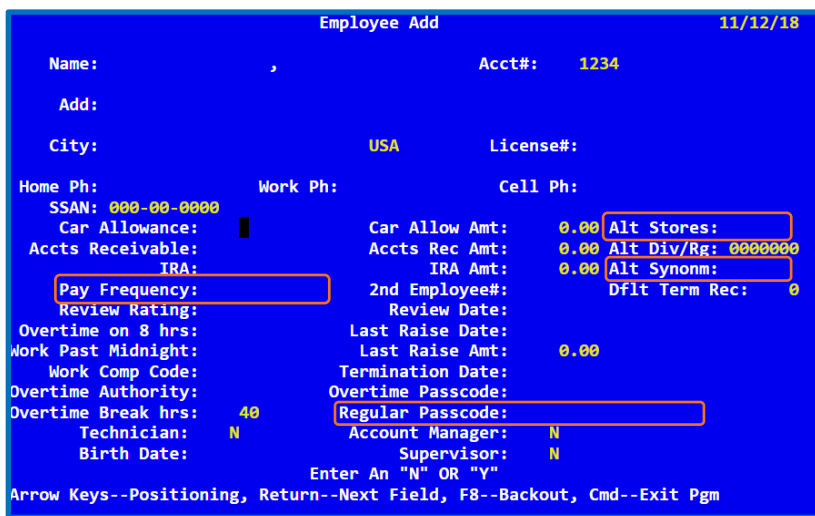 Employee Add 11/12/18
Name: , Acct#: 1234
Add:
City: USA License#:
Home Ph: Work Ph: Cell Ph:
SSAN: 000-00-0000
Car Allowance: Car Allow Amt: 0.00 Alt Stores:
Accts Receivable: Accts Rec Amt: 0.00 Alt Div/Rg: 0000000
IRA: IRA Amt: 0.00 Alt Synonm:
Pay Frequency: 2nd Employee#: Dflt Term Rec: 0
Review Rating: Review Date:
Overtime on 8 hrs: Last Raise Date:
Work Past Midnight: Last Raise Amt: 0.00
Work Comp Code: Termination Date:
Overtime Authority: Overtime Passcode:
Overtime Break hrs: 40 Regular Passcode:
Technician: N Account Manager: N
Birth Date: Supervisor: N
Enter An "N" OR "Y"
Arrow Keys--Positioning, Return--Next Field, F8--Backout, Cmd--Exit Pgm